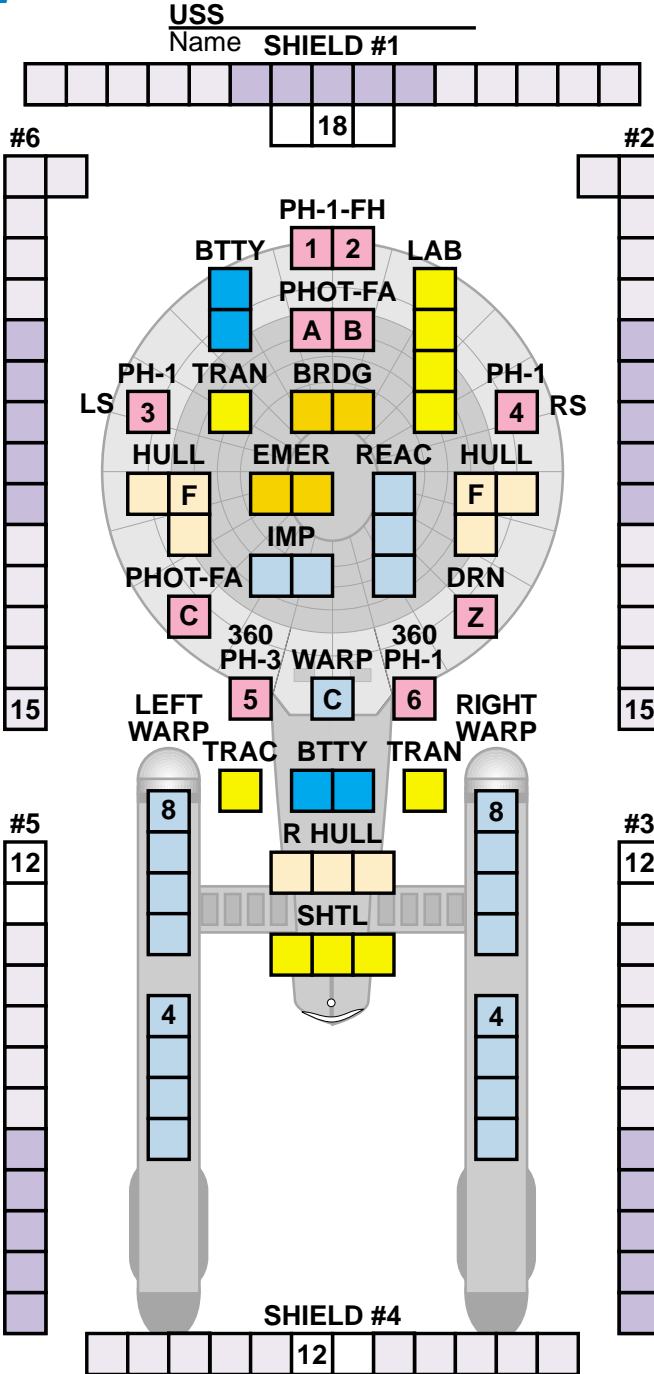 USS
Name SHIELD #1
18
#6 #2
PH-1-FH
BTTY 1 2 LAB
PHOT-FA
A B
PH-1 TRAN BRDG PH-1
LS 3 4 RS
HULL EMER REAC HULL
F F
IMP
PHOT-FA DRN
C Z
360 360
PH-3 WARP PH-1
5 C 6
15 LEFT RIGHT 15
WARP WARP
TRAC BTTY TRAN
8 8
#5 R HULL #3
12 12
SHTL
4 4
SHIELD #4
12